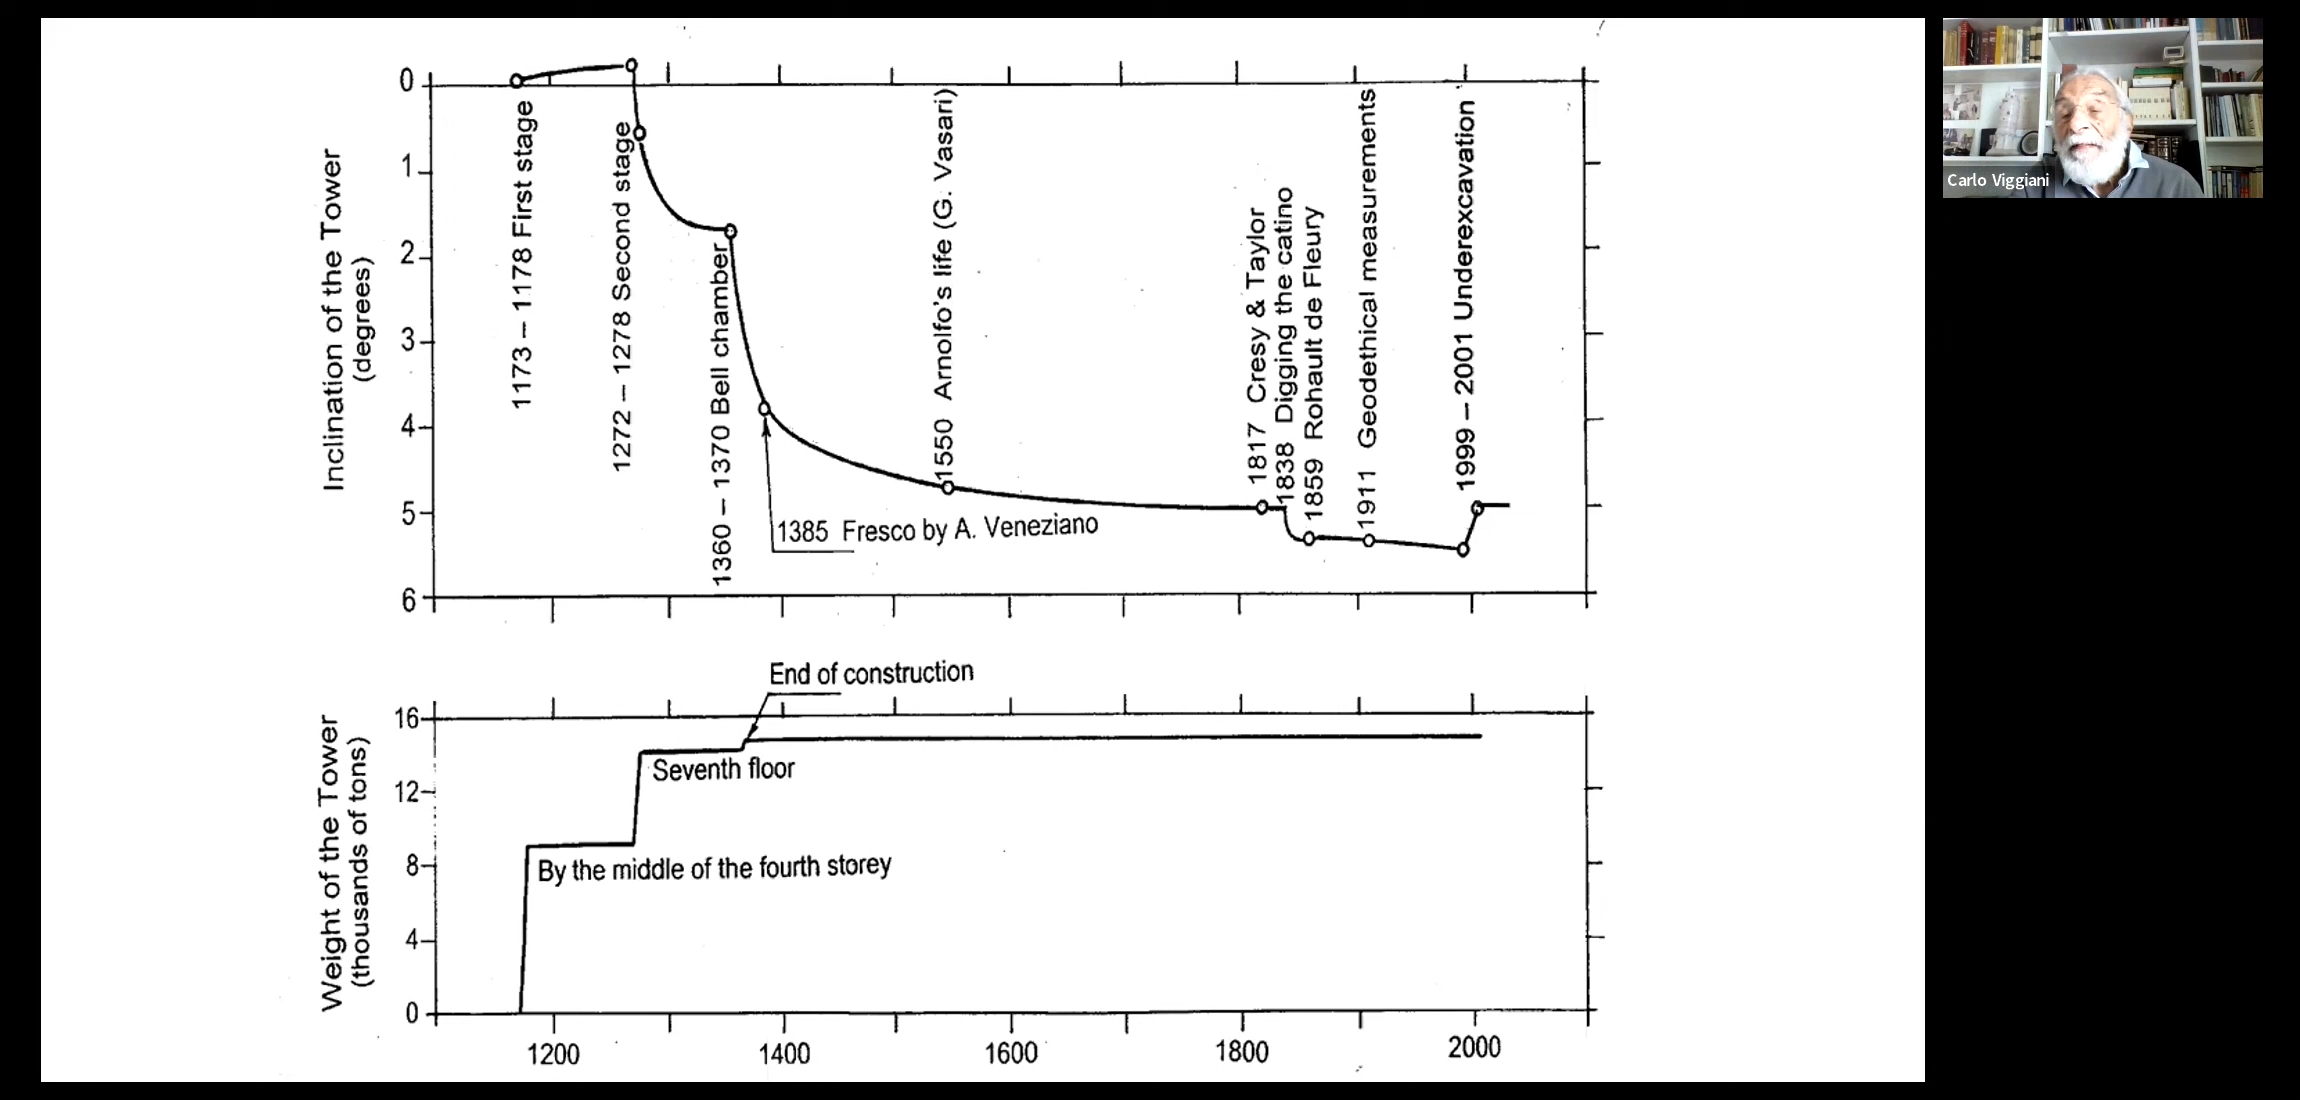 Inclination of the Tower
(degrees)
0
1
2
3
4
5
6
1173 – 1178 First stage
1272 – 1278 Second stage
1360 – 1370 Bell chamber
1385 Fresco by A. Veneziano
1550 Arnolfo's life (G. Vasari)
1817 Cresy & Taylor
1838 Digging the catino
1859 Rohault de Fleury
1911 Geodethical measurements
1999 – 2001 Underexcavation
Carlo Viggiani
Weight of the Tower
(thousands of tons)
End of construction
16
12
8
4
0
Seventh floor
By the middle of the fourth storey
1200 1400 1600 1800 2000